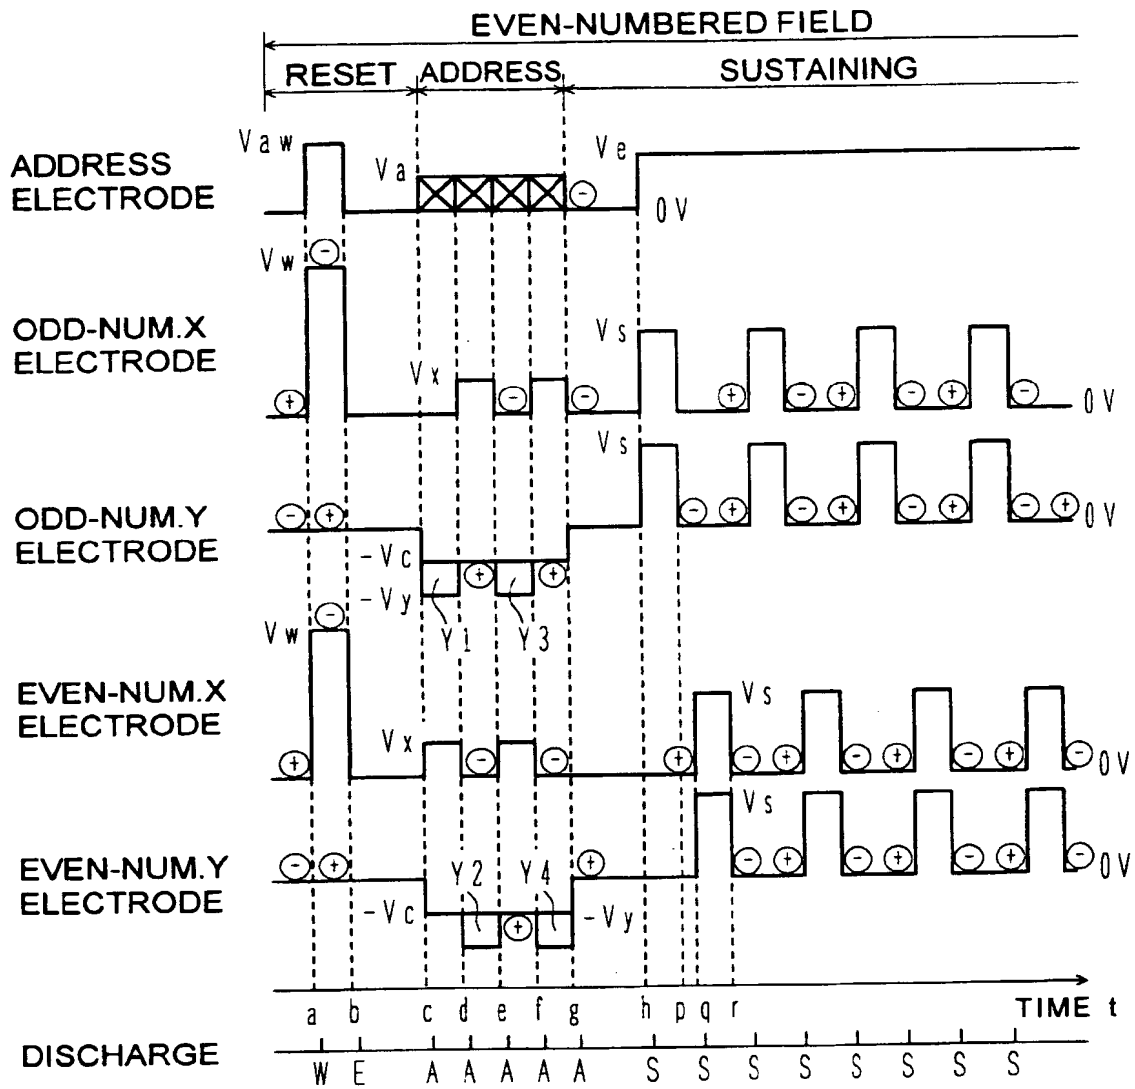 EVEN-NUMBERED FIELD
RESET ADDRESS SUSTAINING
ADDRESS
ELECTRODE
Vaw
Va
Ve
−
0V
ODD-NUM.X
ELECTRODE
Vw
−
Vx
Vs
+ − − + − + − + −
0V
ODD-NUM.Y
ELECTRODE
Vs
− + − + − + − + − +
0V
-Vc
+ +
-Vy
Y1 Y3
EVEN-NUM.X
ELECTRODE
Vw
−
Vx
Vs
+ − − + − + − + − + −
0V
EVEN-NUM.Y
ELECTRODE
Vs
− + + − + − + − + −
0V
Y2 Y4
-Vc
+
-Vy
a b c d e f g h p q r TIME t
DISCHARGE
W E A A A A A S S S S S S S S